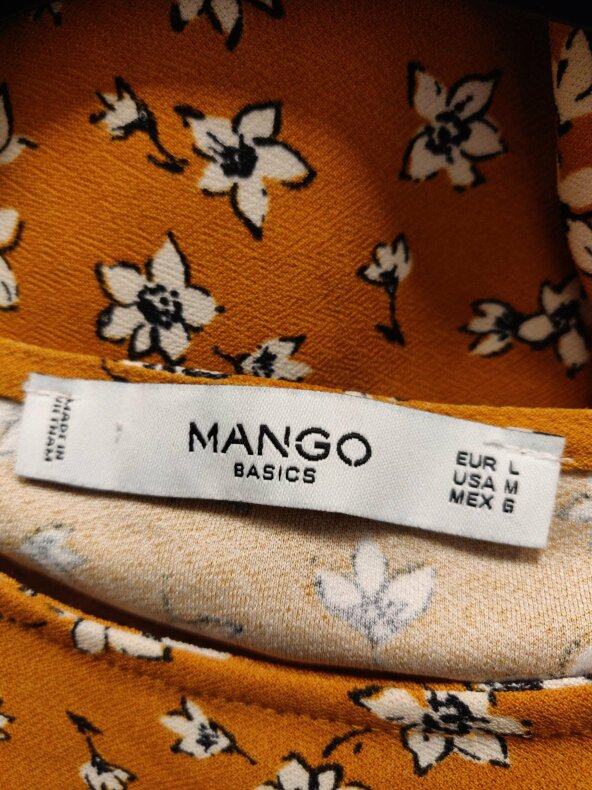 MADE IN
VIETNAM
MANGO
BASICS
EUR L
USA M
MEX G